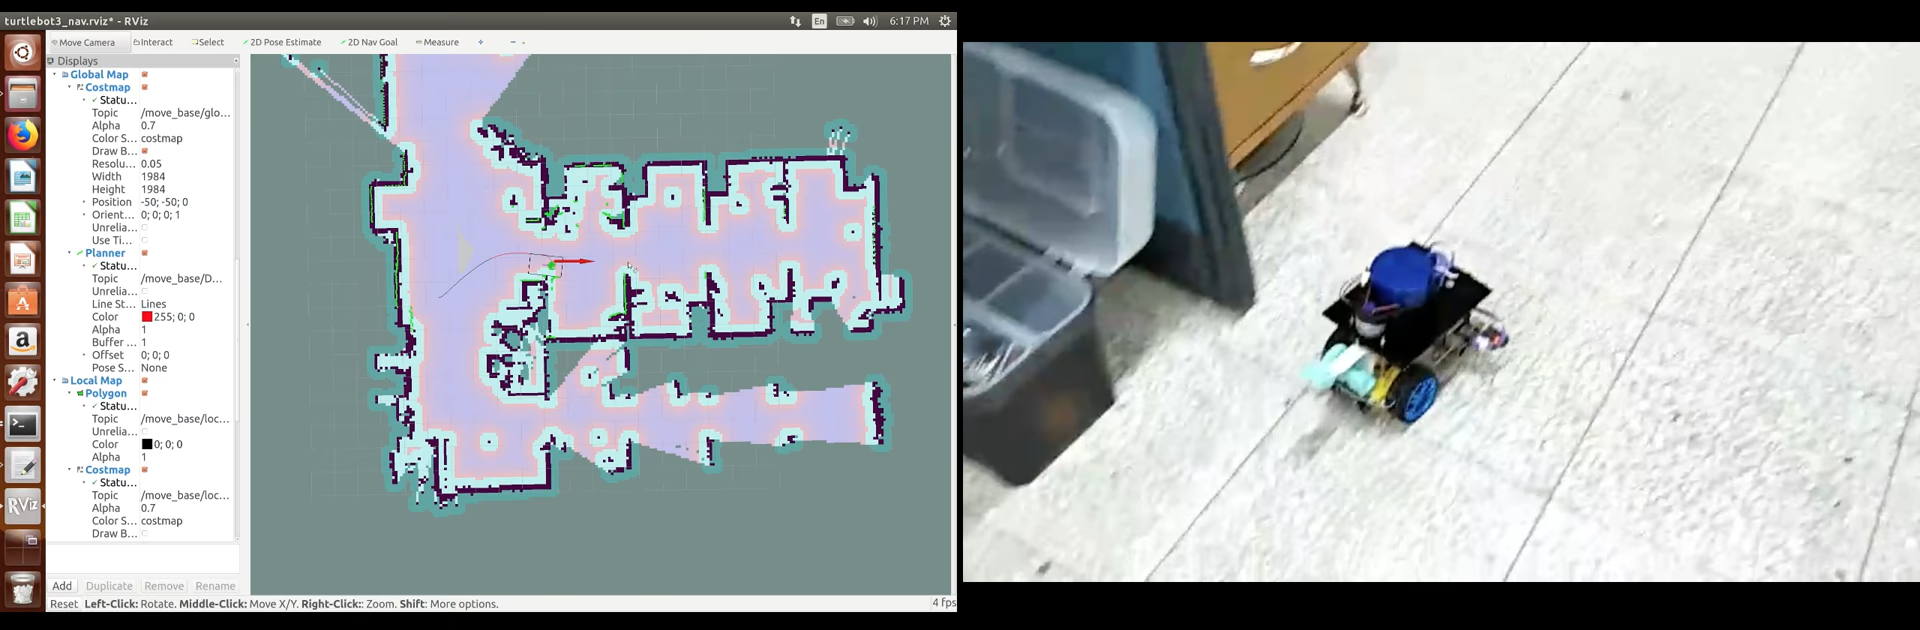 turtlebot3_nav.rviz* - RViz
En
6:17 PM
Move Camera
Interact
Select
2D Pose Estimate
2D Nav Goal
Measure
Displays
Global Map
Costmap
Statu...
Topic /move_base/glo...
Alpha 0.7
Color S... costmap
Draw B...
Resolu... 0.05
Width 1984
Height 1984
Position -50; -50; 0
Orient... 0; 0; 0; 1
Unrelia...
Use Ti...
Planner
Statu...
Topic /move_base/D...
Unrelia...
Line St... Lines
Color 255; 0; 0
Alpha 1
Buffer ... 1
Offset 0; 0; 0
Pose S... None
Local Map
Polygon
Statu...
Topic /move_base/loc...
Unrelia...
Color 0; 0; 0
Alpha 1
Costmap
Statu...
Topic /move_base/loc...
Alpha 0.7
Color S... costmap
Draw B...
RViz
Add Duplicate Remove Rename
Reset Left-Click: Rotate. Middle-Click: Move X/Y. Right-Click:: Zoom. Shift: More options.
4 fps